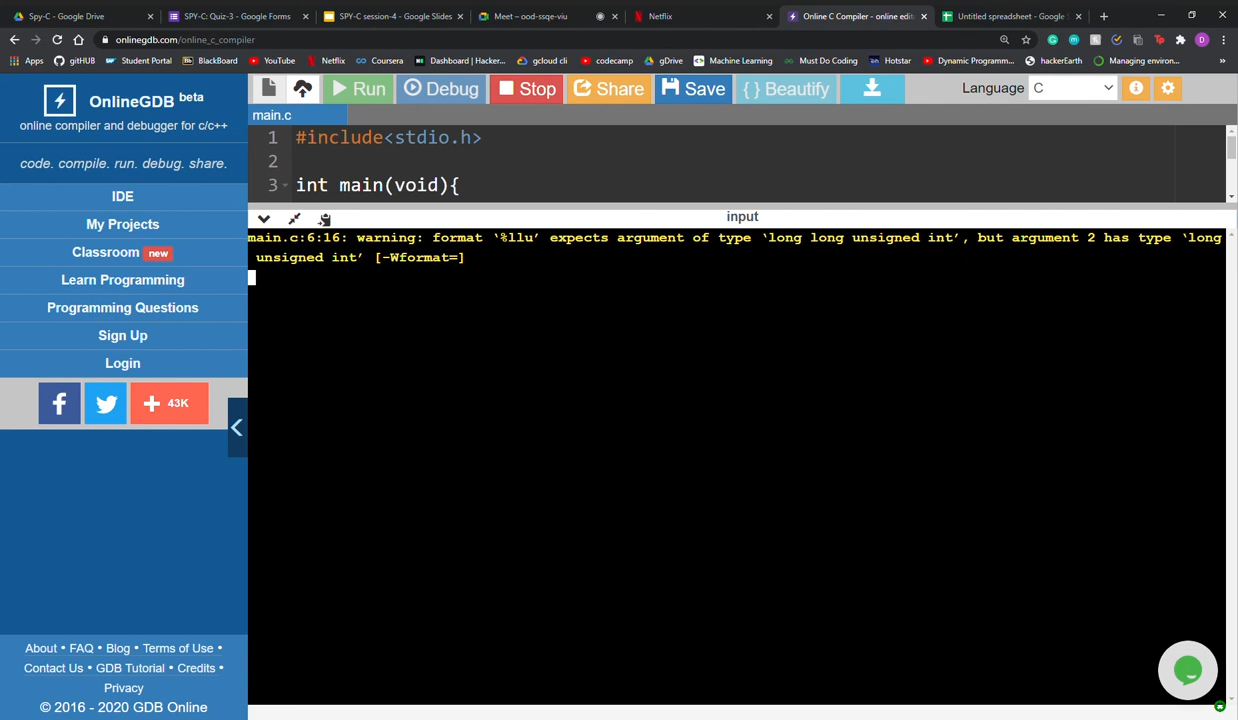 Spy-C - Google Drive
SPY-C: Quiz-3 - Google Forms
SPY-C session-4 - Google Slides
Meet – ood-ssqe-viu
Netflix
Online C Compiler - online edit
Untitled spreadsheet - Google S
onlinegdb.com/online_c_compiler
Apps
gitHUB
Student Portal
BlackBoard
YouTube
Netflix
Coursera
Dashboard | Hacker...
gcloud cli
codecamp
gDrive
Machine Learning
Must Do Coding
Hotstar
Dynamic Programm...
hackerEarth
Managing environ...
»
OnlineGDB beta
online compiler and debugger for c/c++
code. compile. run. debug. share.
IDE
My Projects
Classroom new
Learn Programming
Programming Questions
Sign Up
Login
43K
About • FAQ • Blog • Terms of Use •
Contact Us • GDB Tutorial • Credits •
Privacy
© 2016 - 2020 GDB Online
Run
Debug
Stop
Share
Save
{ } Beautify
Language C
main.c
1 #include<stdio.h>
2
3 int main(void){
input
main.c:6:16: warning: format ‘%llu’ expects argument of type ‘long long unsigned int’, but argument 2 has type ‘long
unsigned int’ [-Wformat=]